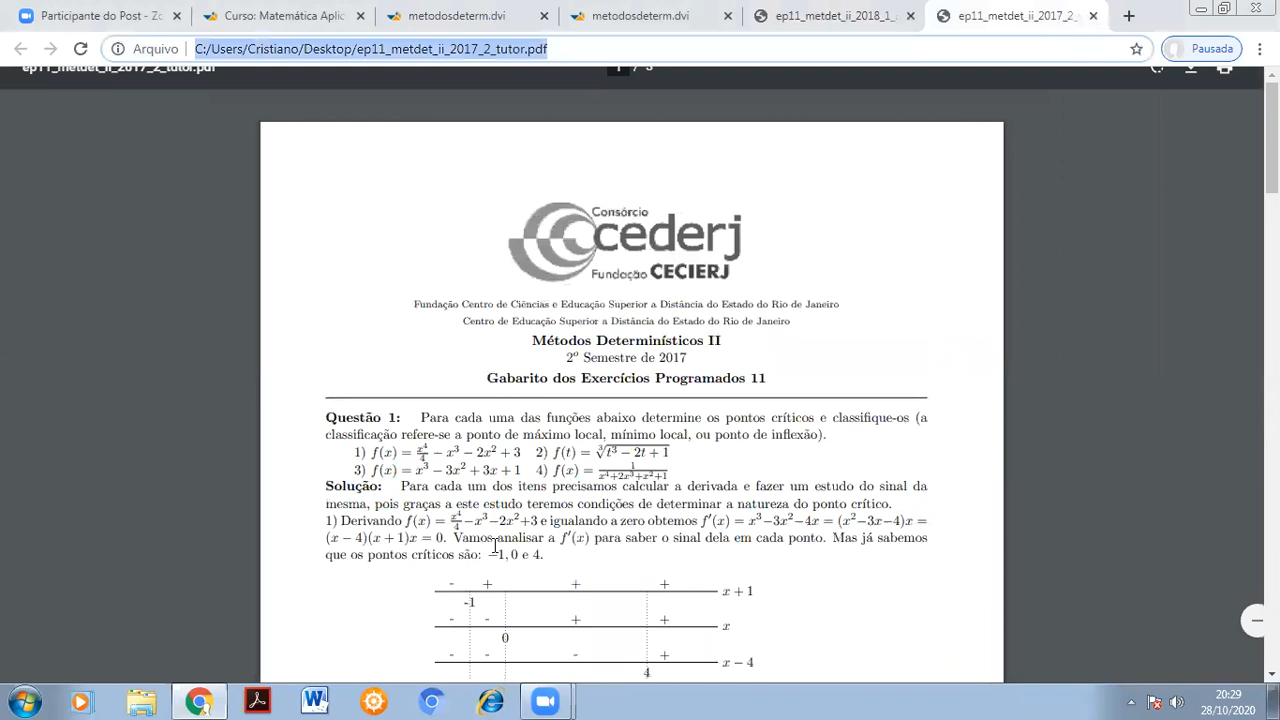 Participante do Post - Zo
Curso: Matemática Aplic
metodosdeterm.dvi
metodosdeterm.dvi
ep11_metdet_ii_2018_1_
ep11_metdet_ii_2017_2_
Arquivo | C:/Users/Cristiano/Desktop/ep11_metdet_ii_2017_2_tutor.pdf
Pausada
ep11_metdet_ii_2017_2_tutor.pdf
Consórcio
cederj
Fundação CECIERJ
Fundação Centro de Ciências e Educação Superior a Distância do Estado do Rio de Janeiro
Centro de Educação Superior a Distância do Estado do Rio de Janeiro
Métodos Determinísticos II
2º Semestre de 2017
Gabarito dos Exercícios Programados 11
Questão 1: Para cada uma das funções abaixo determine os pontos críticos e classifique-os (a
classificação refere-se a ponto de máximo local, mínimo local, ou ponto de inflexão).
1) f(x) = x⁴/4 − x³ − 2x² + 3 2) f(t) = ∛(t³ − 2t + 1)
3) f(x) = x³ − 3x² + 3x + 1 4) f(x) = 1/(x⁴+2x³+x²+1)
Solução: Para cada um dos itens precisamos calcular a derivada e fazer um estudo do sinal da
mesma, pois graças a este estudo teremos condições de determinar a natureza do ponto crítico.
1) Derivando f(x) = x⁴/4−x³−2x²+3 e igualando a zero obtemos f′(x) = x³−3x²−4x = (x²−3x−4)x =
(x − 4)(x + 1)x = 0. Vamos analisar a f′(x) para saber o sinal dela em cada ponto. Mas já sabemos
que os pontos críticos são: −1, 0 e 4.
- + + +
x + 1
-1
- - + +
x
0
- - - +
x − 4
4
20:29
28/10/2020